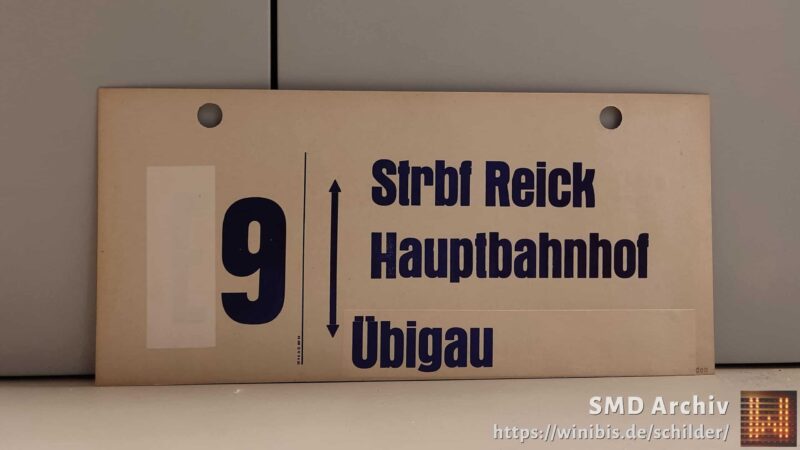 9
Strbf Reick
Hauptbahnhof
Übigau
SMD Archiv
https://winibis.de/schilder/